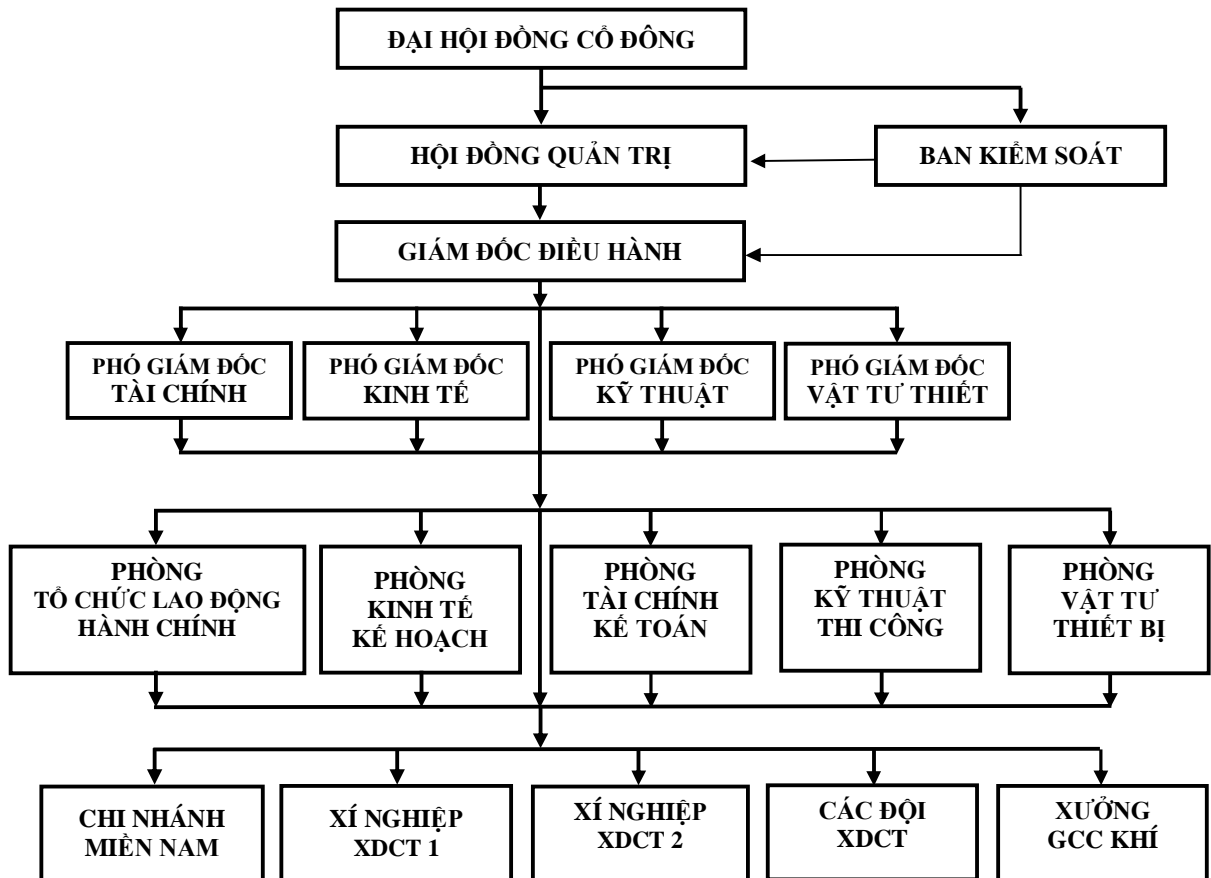 ĐẠI HỘI ĐỒNG CỔ ĐÔNG
HỘI ĐỒNG QUẢN TRỊ
BAN KIỂM SOÁT
GIÁM ĐỐC ĐIỀU HÀNH
PHÓ GIÁM ĐỐC
TÀI CHÍNH
PHÓ GIÁM ĐỐC
KINH TẾ
PHÓ GIÁM ĐỐC
KỸ THUẬT
PHÓ GIÁM ĐỐC
VẬT TƯ THIẾT
PHÒNG
TỔ CHỨC LAO ĐỘNG
HÀNH CHÍNH
PHÒNG
KINH TẾ
KẾ HOẠCH
PHÒNG
TÀI CHÍNH
KẾ TOÁN
PHÒNG
KỸ THUẬT
THI CÔNG
PHÒNG
VẬT TƯ
THIẾT BỊ
CHI NHÁNH
MIỀN NAM
XÍ NGHIỆP
XDCT 1
XÍ NGHIỆP
XDCT 2
CÁC ĐỘI
XDCT
XƯỞNG
GCC KHÍ